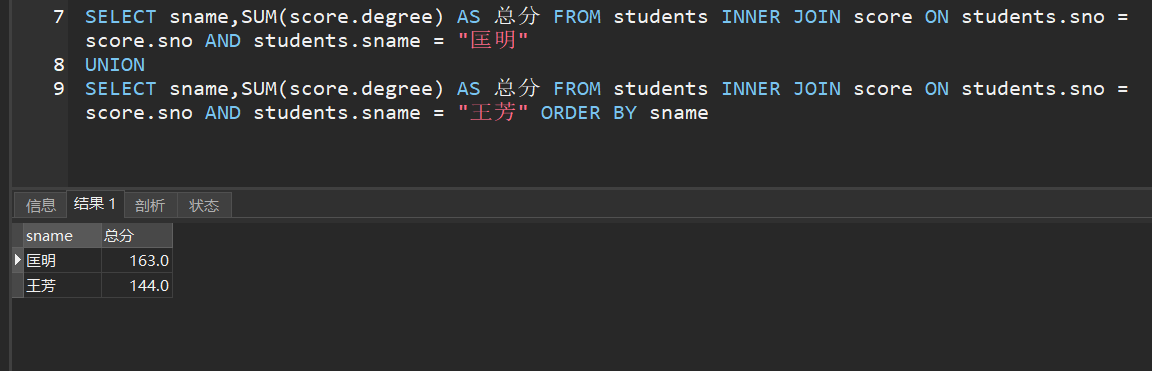 7 SELECT sname,SUM(score.degree) AS 总分 FROM students INNER JOIN score ON students.sno =
score.sno AND students.sname = "匡明"
8 UNION
9 SELECT sname,SUM(score.degree) AS 总分 FROM students INNER JOIN score ON students.sno =
score.sno AND students.sname = "王芳" ORDER BY sname
信息 结果 1 剖析 状态
sname 总分
匡明 163.0
王芳 144.0